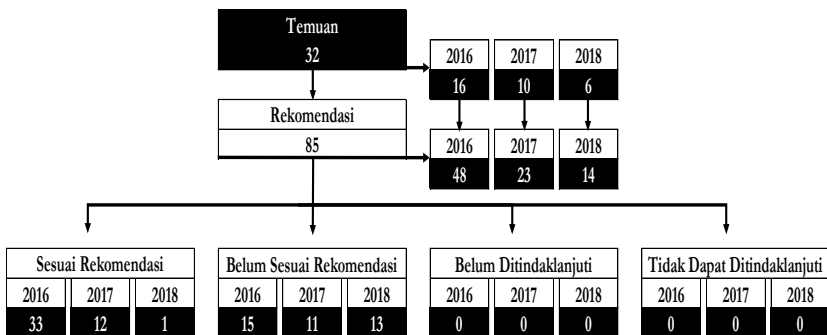 Temuan
32
2016 2017 2018
16 10 6
Rekomendasi
85
2016 2017 2018
48 23 14
Sesuai Rekomendasi Belum Sesuai Rekomendasi Belum Ditindaklanjuti Tidak Dapat Ditindaklanjuti
2016 2017 2018 2016 2017 2018 2016 2017 2018 2016 2017 2018
33 12 1 15 11 13 0 0 0 0 0 0